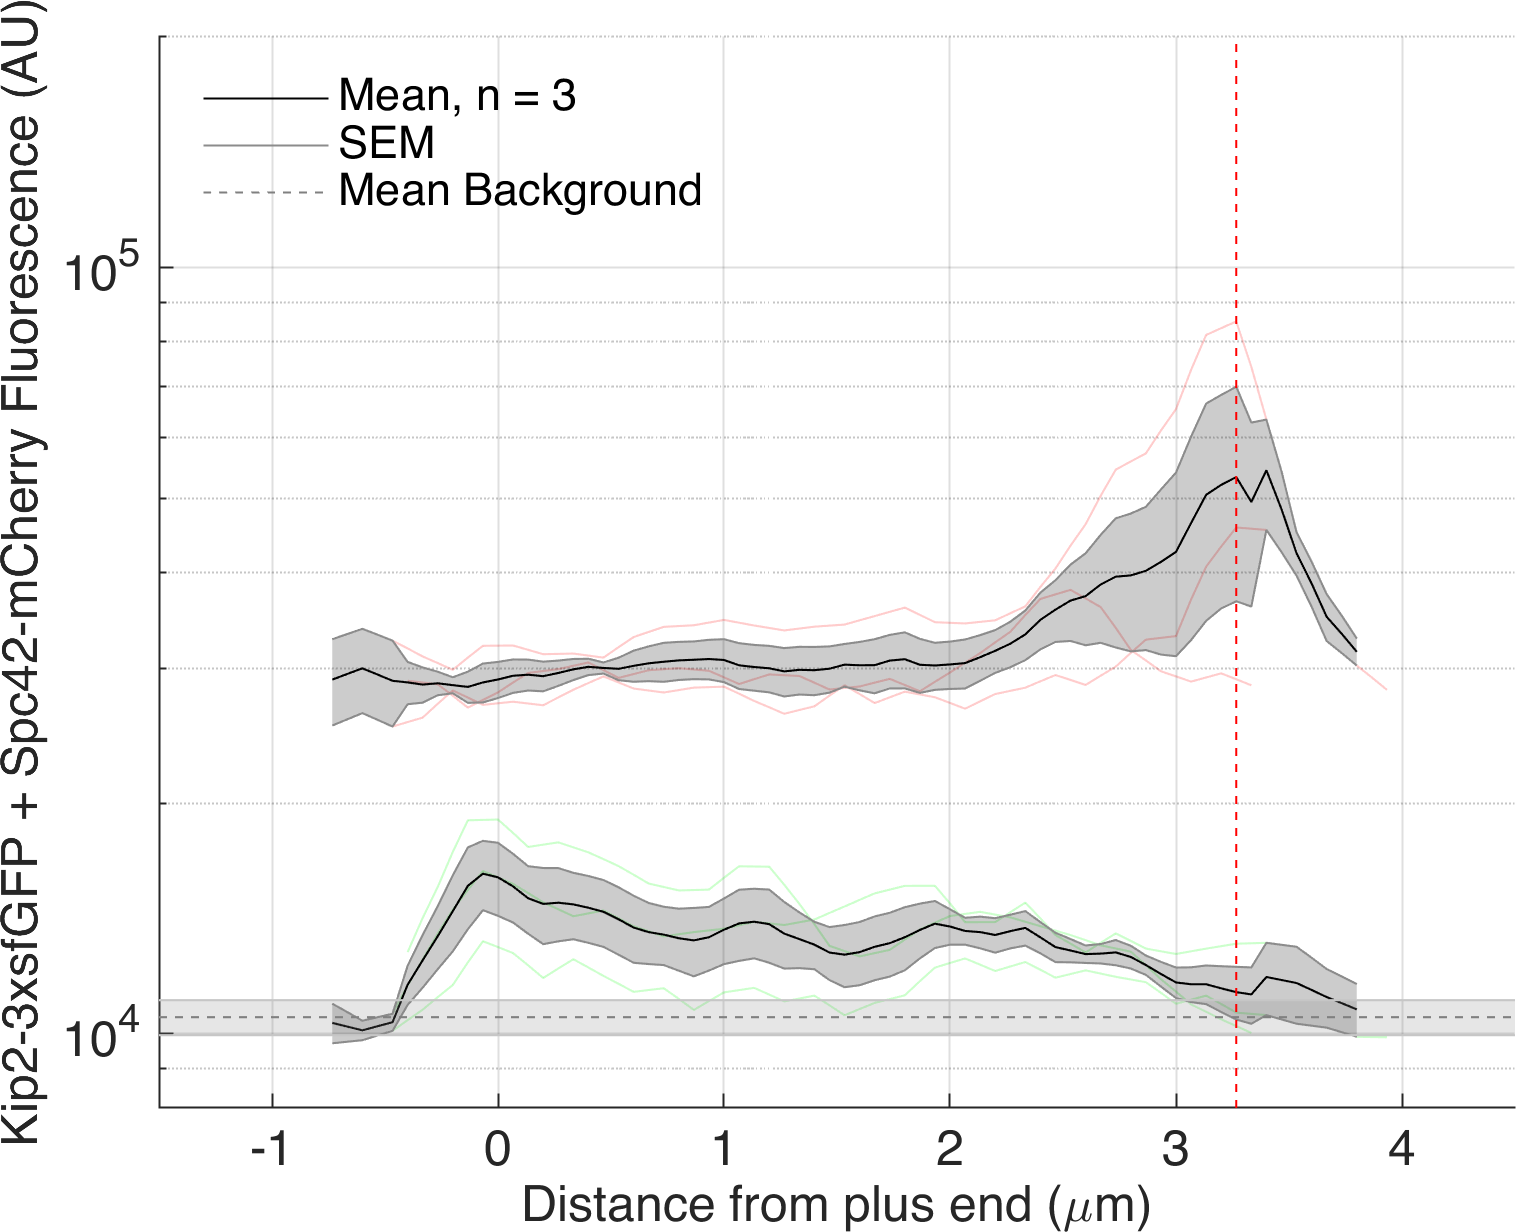 Kip2-3xsfGFP + Spc42-mCherry Fluorescence (AU)
Mean, n = 3
SEM
Mean Background
10^5
10^4
-1 0 1 2 3 4
Distance from plus end (μm)